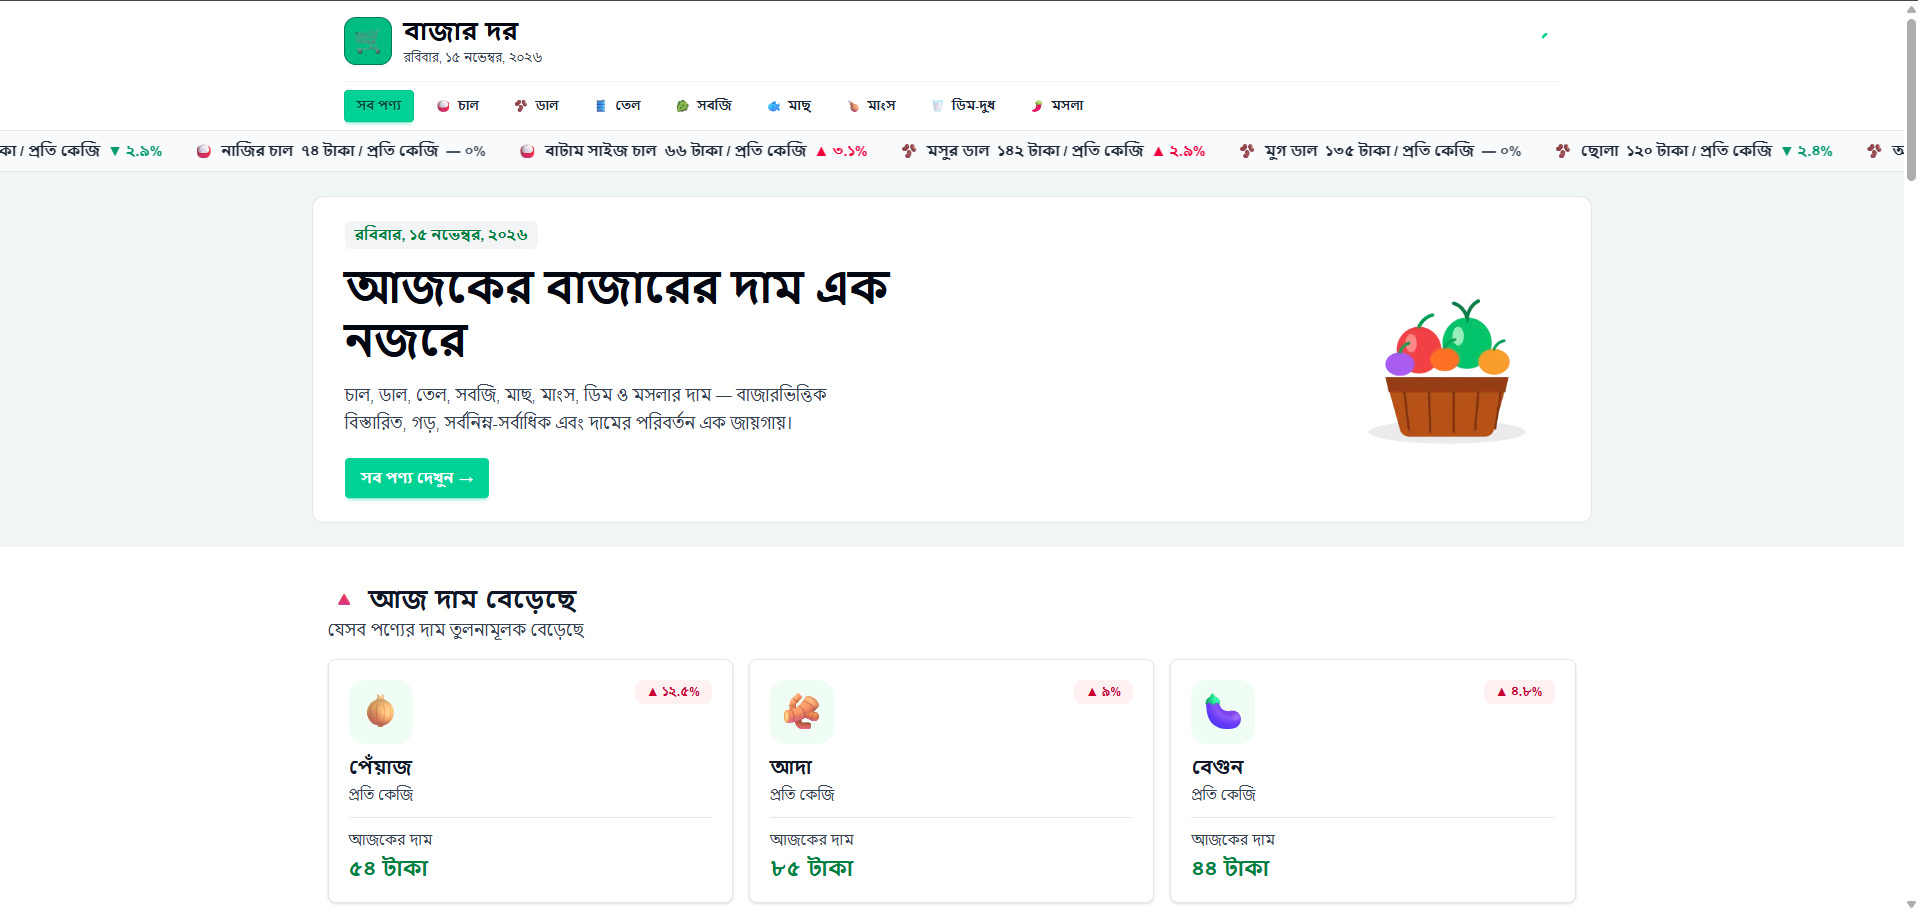 বাজার দর
রবিবার, ১৫ নভেম্বর, ২০২৬
সব পণ্য চাল ডাল তেল সবজি মাছ মাংস ডিম-দুধ মসলা
কা / প্রতি কেজি ▼ ২.৯% নাজির চাল ৭৪ টাকা / প্রতি কেজি — ০% বাটাম সাইজ চাল ৬৬ টাকা / প্রতি কেজি ▲ ৩.১% মসুর ডাল ১৪২ টাকা / প্রতি কেজি ▲ ২.৯% মুগ ডাল ১৩৫ টাকা / প্রতি কেজি — ০% ছোলা ১২০ টাকা / প্রতি কেজি ▼ ২.৪%
রবিবার, ১৫ নভেম্বর, ২০২৬
আজকের বাজারের দাম এক
নজরে
চাল, ডাল, তেল, সবজি, মাছ, মাংস, ডিম ও মসলার দাম — বাজারভিত্তিক
বিস্তারিত, গড়, সর্বনিম্ন-সর্বাধিক এবং দামের পরিবর্তন এক জায়গায়।
সব পণ্য দেখুন →
আজ দাম বেড়েছে
যেসব পণ্যের দাম তুলনামূলক বেড়েছে
▲ ১২.৫%
পেঁয়াজ
প্রতি কেজি
আজকের দাম
৫৪ টাকা
▲ ৯%
আদা
প্রতি কেজি
আজকের দাম
৮৫ টাকা
▲ ৪.৮%
বেগুন
প্রতি কেজি
আজকের দাম
৪৪ টাকা